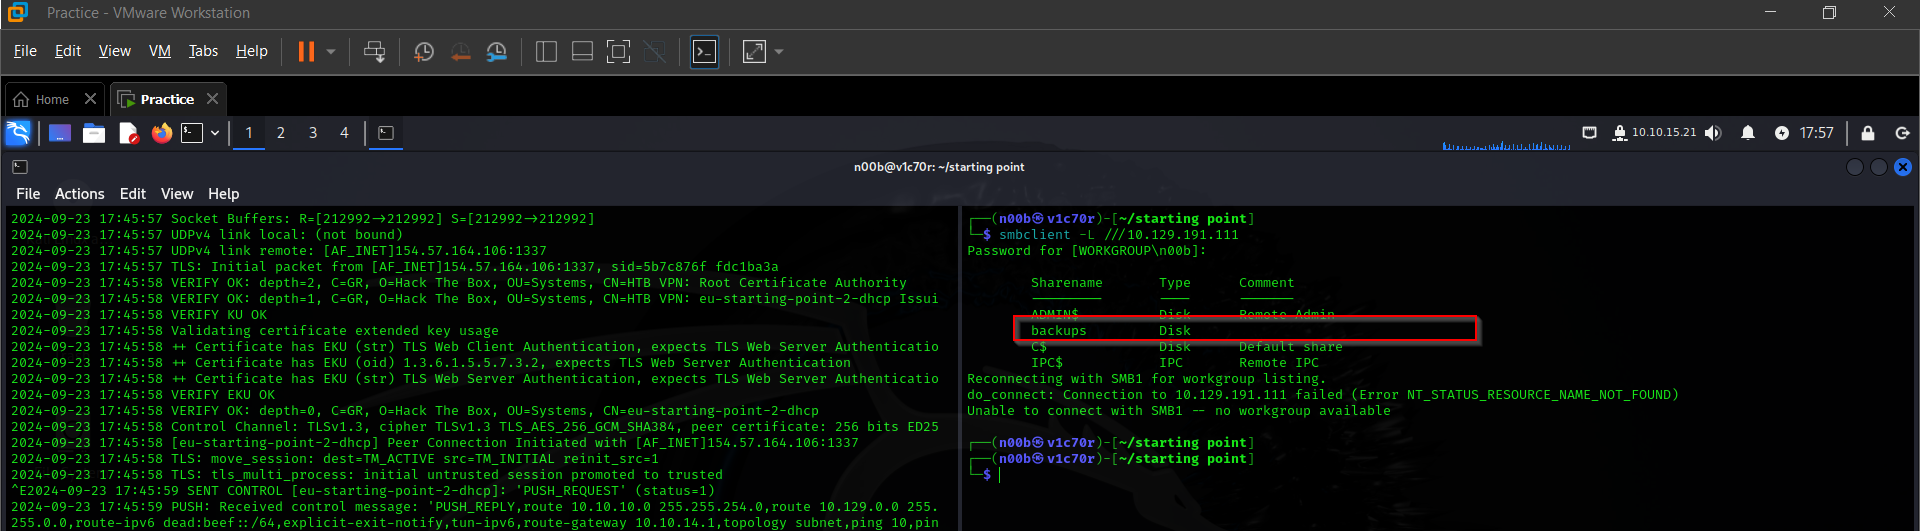 Practice - VMware Workstation
File Edit View VM Tabs Help
Home Practice
1 2 3 4 10.10.15.21 17:57
n00b@v1c70r: ~/starting point
File Actions Edit View Help
2024-09-23 17:45:57 Socket Buffers: R=[212992→212992] S=[212992→212992]
2024-09-23 17:45:57 UDPv4 link local: (not bound)
2024-09-23 17:45:57 UDPv4 link remote: [AF_INET]154.57.164.106:1337
2024-09-23 17:45:57 TLS: Initial packet from [AF_INET]154.57.164.106:1337, sid=5b7c876f fdc1ba3a
2024-09-23 17:45:58 VERIFY OK: depth=2, C=GR, O=Hack The Box, OU=Systems, CN=HTB VPN: Root Certificate Authority
2024-09-23 17:45:58 VERIFY OK: depth=1, C=GR, O=Hack The Box, OU=Systems, CN=HTB VPN: eu-starting-point-2-dhcp Issui
2024-09-23 17:45:58 VERIFY KU OK
2024-09-23 17:45:58 Validating certificate extended key usage
2024-09-23 17:45:58 ++ Certificate has EKU (str) TLS Web Client Authentication, expects TLS Web Server Authenticatio
2024-09-23 17:45:58 ++ Certificate has EKU (oid) 1.3.6.1.5.5.7.3.2, expects TLS Web Server Authentication
2024-09-23 17:45:58 ++ Certificate has EKU (str) TLS Web Server Authentication, expects TLS Web Server Authenticatio
2024-09-23 17:45:58 VERIFY EKU OK
2024-09-23 17:45:58 VERIFY OK: depth=0, C=GR, O=Hack The Box, OU=Systems, CN=eu-starting-point-2-dhcp
2024-09-23 17:45:58 Control Channel: TLSv1.3, cipher TLSv1.3 TLS_AES_256_GCM_SHA384, peer certificate: 256 bits ED25
2024-09-23 17:45:58 [eu-starting-point-2-dhcp] Peer Connection Initiated with [AF_INET]154.57.164.106:1337
2024-09-23 17:45:58 TLS: move_session: dest=TM_ACTIVE src=TM_INITIAL reinit_src=1
2024-09-23 17:45:58 TLS: tls_multi_process: initial untrusted session promoted to trusted
^E2024-09-23 17:45:59 SENT CONTROL [eu-starting-point-2-dhcp]: 'PUSH_REQUEST' (status=1)
2024-09-23 17:45:59 PUSH: Received control message: 'PUSH_REPLY,route 10.10.10.0 255.255.254.0,route 10.129.0.0 255.
255.0.0,route-ipv6 dead:beef::/64,explicit-exit-notify,tun-ipv6,route-gateway 10.10.14.1,topology subnet,ping 10,pin
┌──(n00b㉿v1c70r)-[~/starting point]
└─$ smbclient -L ///10.129.191.111
Password for [WORKGROUP\n00b]:
Sharename Type Comment
--------- ---- -------
ADMIN$ Disk Remote Admin
backups Disk
C$ Disk Default share
IPC$ IPC Remote IPC
Reconnecting with SMB1 for workgroup listing.
do_connect: Connection to 10.129.191.111 failed (Error NT_STATUS_RESOURCE_NAME_NOT_FOUND)
Unable to connect with SMB1 -- no workgroup available
┌──(n00b㉿v1c70r)-[~/starting point]
┌──(n00b㉿v1c70r)-[~/starting point]
└─$